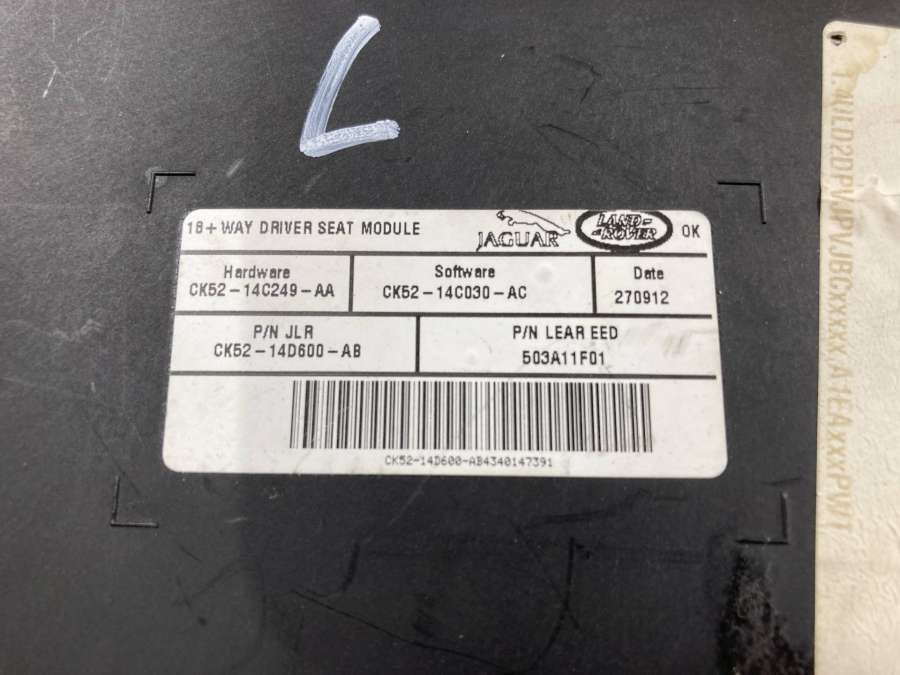 L
18+ WAY DRIVER SEAT MODULE
JAGUAR
LAND-
ROVER
OK
Hardware
CK52-14C249-AA
Software
CK52-14C030-AC
Date
270912
P/N JLR
CK52-14D600-AB
P/N LEAR EED
503A11F01
CK52-14D600-AB4340147391